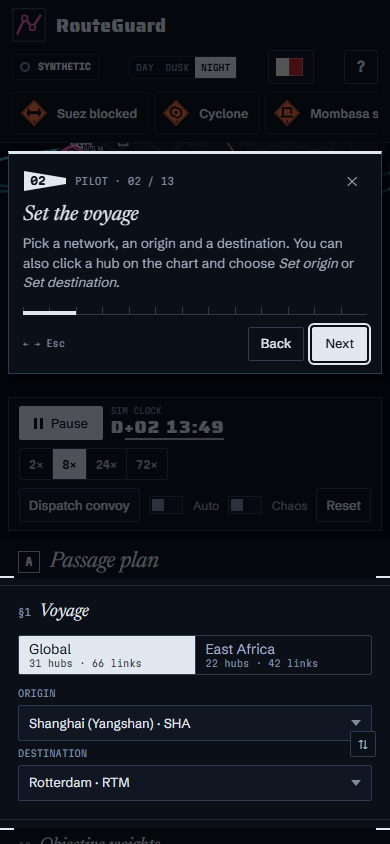 RouteGuard
SYNTHETIC
DAY DUSK NIGHT
?
Suez blocked
Cyclone
Mombasa s
02 PILOT · 02 / 13
Set the voyage
Pick a network, an origin and a destination. You can
also click a hub on the chart and choose Set origin or
Set destination.
← → Esc
Back
Next
Pause
SIM CLOCK
D+02 13:49
2× 8× 24× 72×
Dispatch convoy
Auto
Chaos
Reset
A Passage plan
§1 Voyage
Global
31 hubs · 66 links
East Africa
22 hubs · 42 links
ORIGIN
Shanghai (Yangshan) · SHA
DESTINATION
Rotterdam · RTM
Objective weights